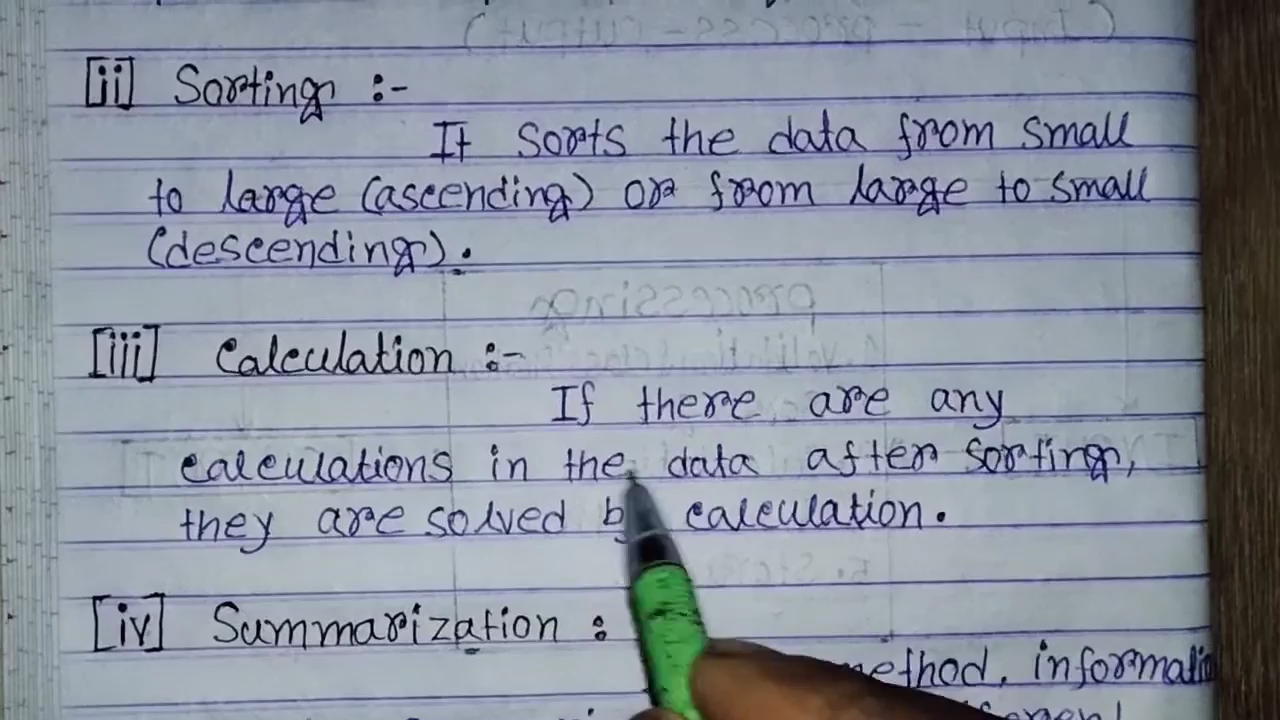 [ii] Sorting :-
It sorts the data from small
to large (ascending) or from large to small
(descending).
[iii] Calculation :-
If there are any
calculations in the data after sorting,
they are solved by calculation.
[iv] Summarization :
method, informatio